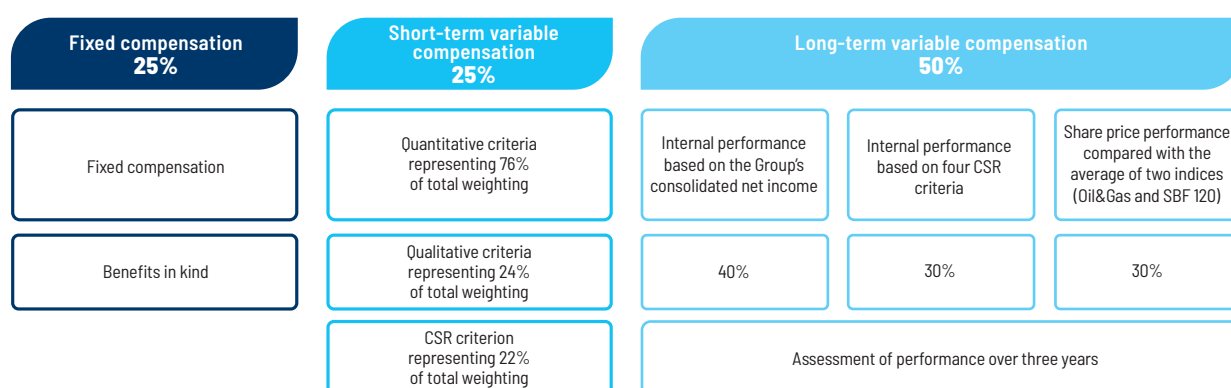 Fixed compensation
25%
Short-term variable
compensation
25%
Long-term variable compensation
50%
Fixed compensation
Quantitative criteria
representing 76%
of total weighting
Internal performance
based on the Group's
consolidated net income
Internal performance
based on four CSR
criteria
Share price performance
compared with the
average of two indices
(Oil&Gas and SBF 120)
Benefits in kind
Qualitative criteria
representing 24%
of total weighting
40%
30%
30%
CSR criterion
representing 22%
of total weighting
Assessment of performance over three years